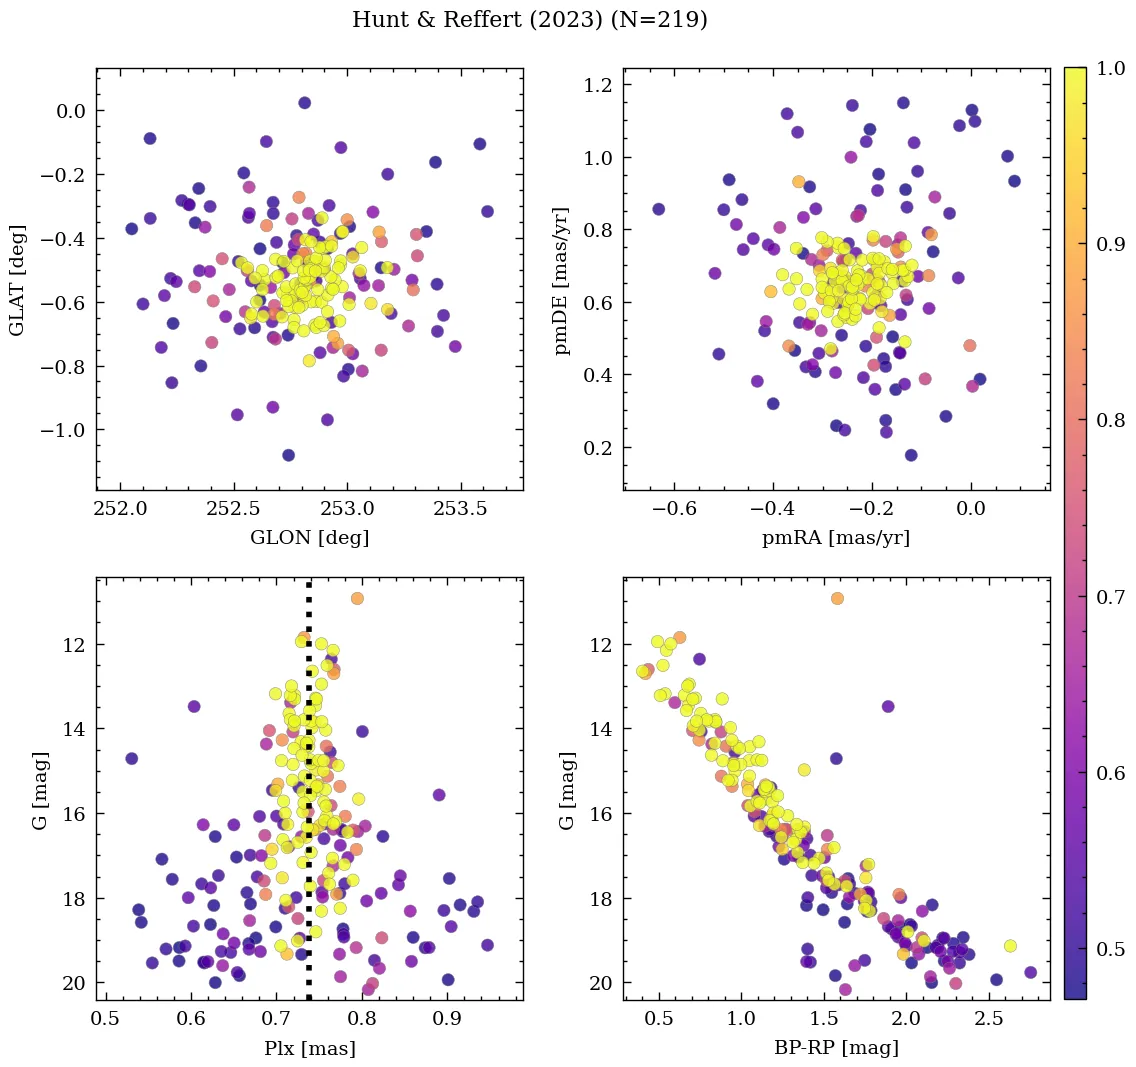 Hunt & Reffert (2023) (N=219)
0.0
−0.2
−0.4
−0.6
−0.8
−1.0
GLAT [deg]
252.0 252.5 253.0 253.5
GLON [deg]
1.2
1.0
0.8
0.6
0.4
0.2
pmDE [mas/yr]
−0.6 −0.4 −0.2 0.0
pmRA [mas/yr]
1.0
0.9
0.8
0.7
0.6
0.5
12
14
16
18
20
G [mag]
0.5 0.6 0.7 0.8 0.9
Plx [mas]
12
14
16
18
20
G [mag]
0.5 1.0 1.5 2.0 2.5
BP-RP [mag]